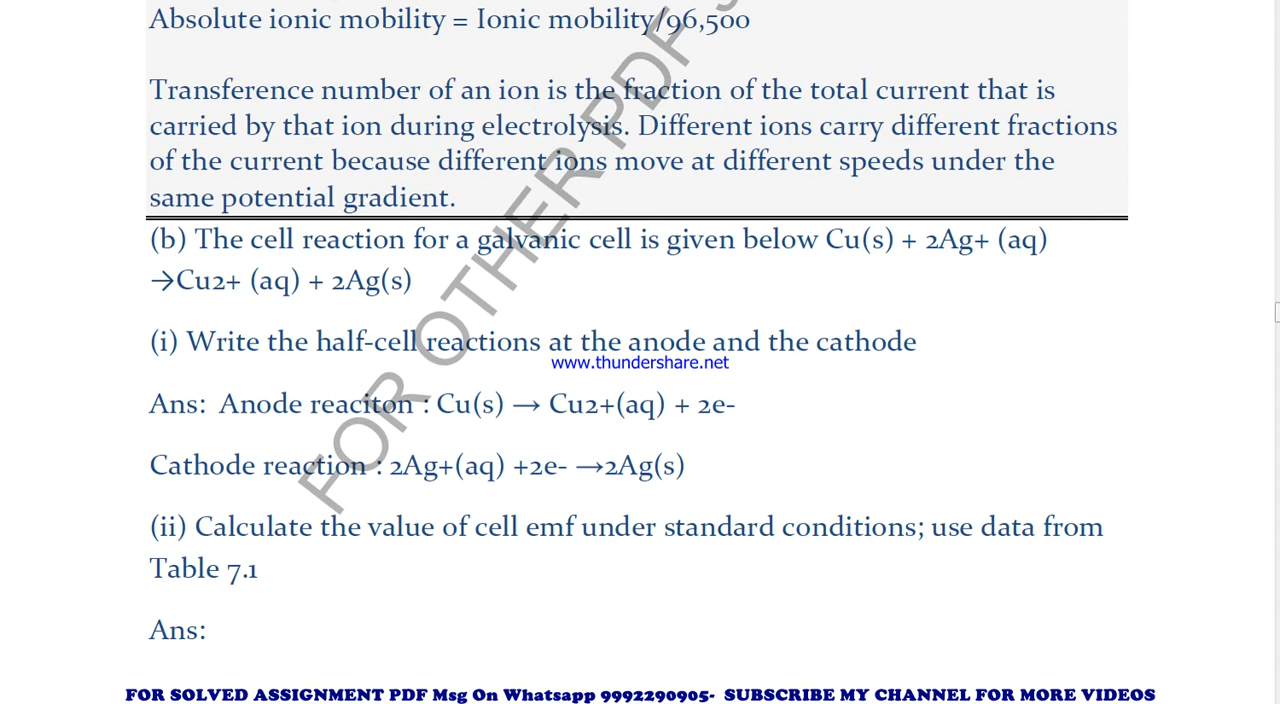 Absolute ionic mobility = Ionic mobility/96,500
Transference number of an ion is the fraction of the total current that is
carried by that ion during electrolysis. Different ions carry different fractions
of the current because different ions move at different speeds under the
same potential gradient.
(b) The cell reaction for a galvanic cell is given below Cu(s) + 2Ag+ (aq)
→Cu2+ (aq) + 2Ag(s)
(i) Write the half-cell reactions at the anode and the cathode
www.thundershare.net
Ans: Anode reaciton : Cu(s) → Cu2+(aq) + 2e-
Cathode reaction : 2Ag+(aq) +2e- →2Ag(s)
(ii) Calculate the value of cell emf under standard conditions; use data from
Table 7.1
Ans:
FOR OTHER PDF
FOR SOLVED ASSIGNMENT PDF Msg On Whatsapp 9992290905- SUBSCRIBE MY CHANNEL FOR MORE VIDEOS